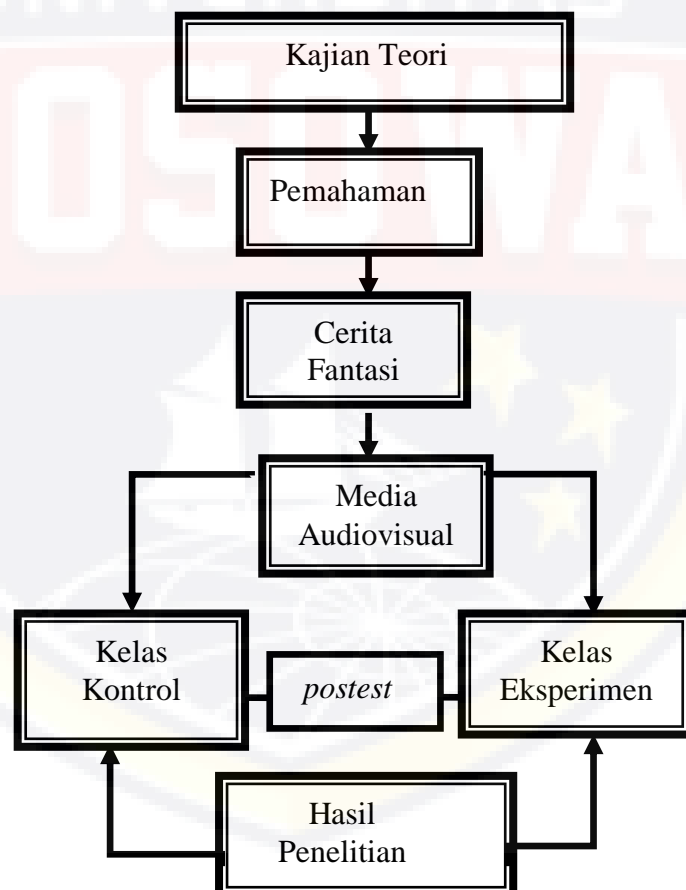 Kajian Teori
Pemahaman
Cerita
Fantasi
Media
Audiovisual
Kelas
Kontrol
postest
Kelas
Eksperimen
Hasil
Penelitian